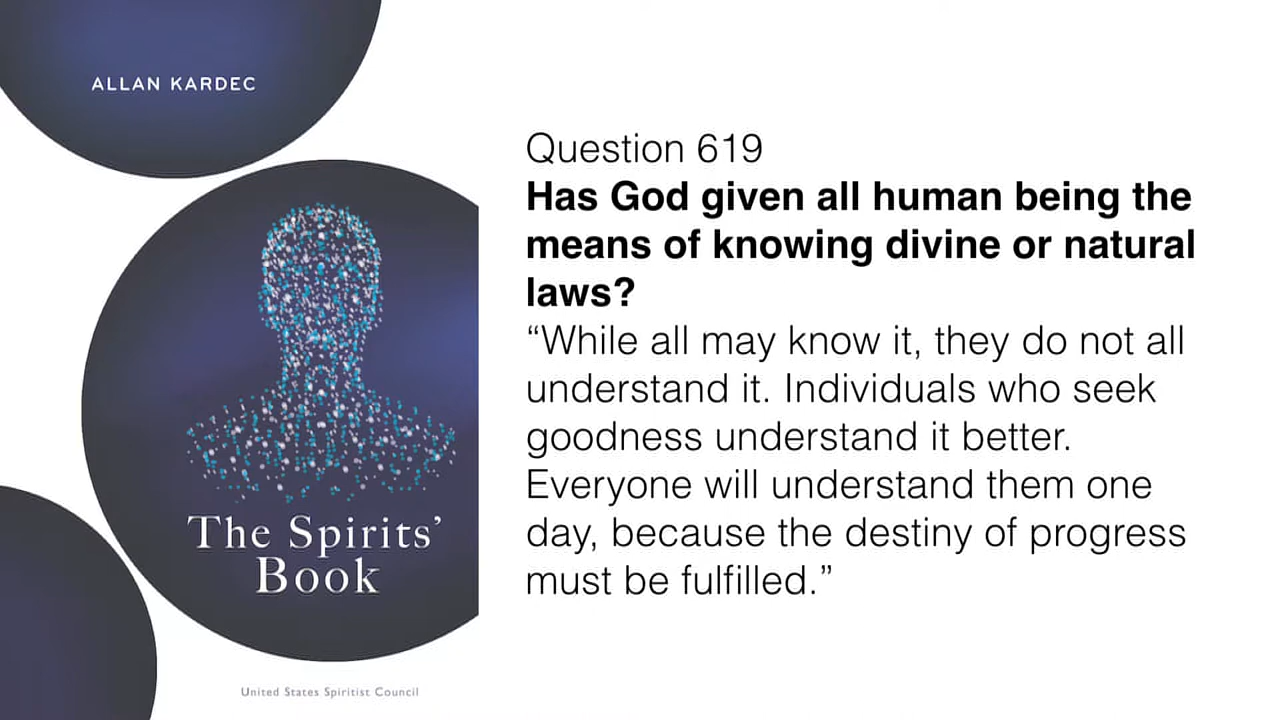 ALLAN KARDEC
The Spirits’
Book
United States Spiritist Council
Question 619
Has God given all human being the
means of knowing divine or natural
laws?
“While all may know it, they do not all
understand it. Individuals who seek
goodness understand it better.
Everyone will understand them one
day, because the destiny of progress
must be fulfilled.”